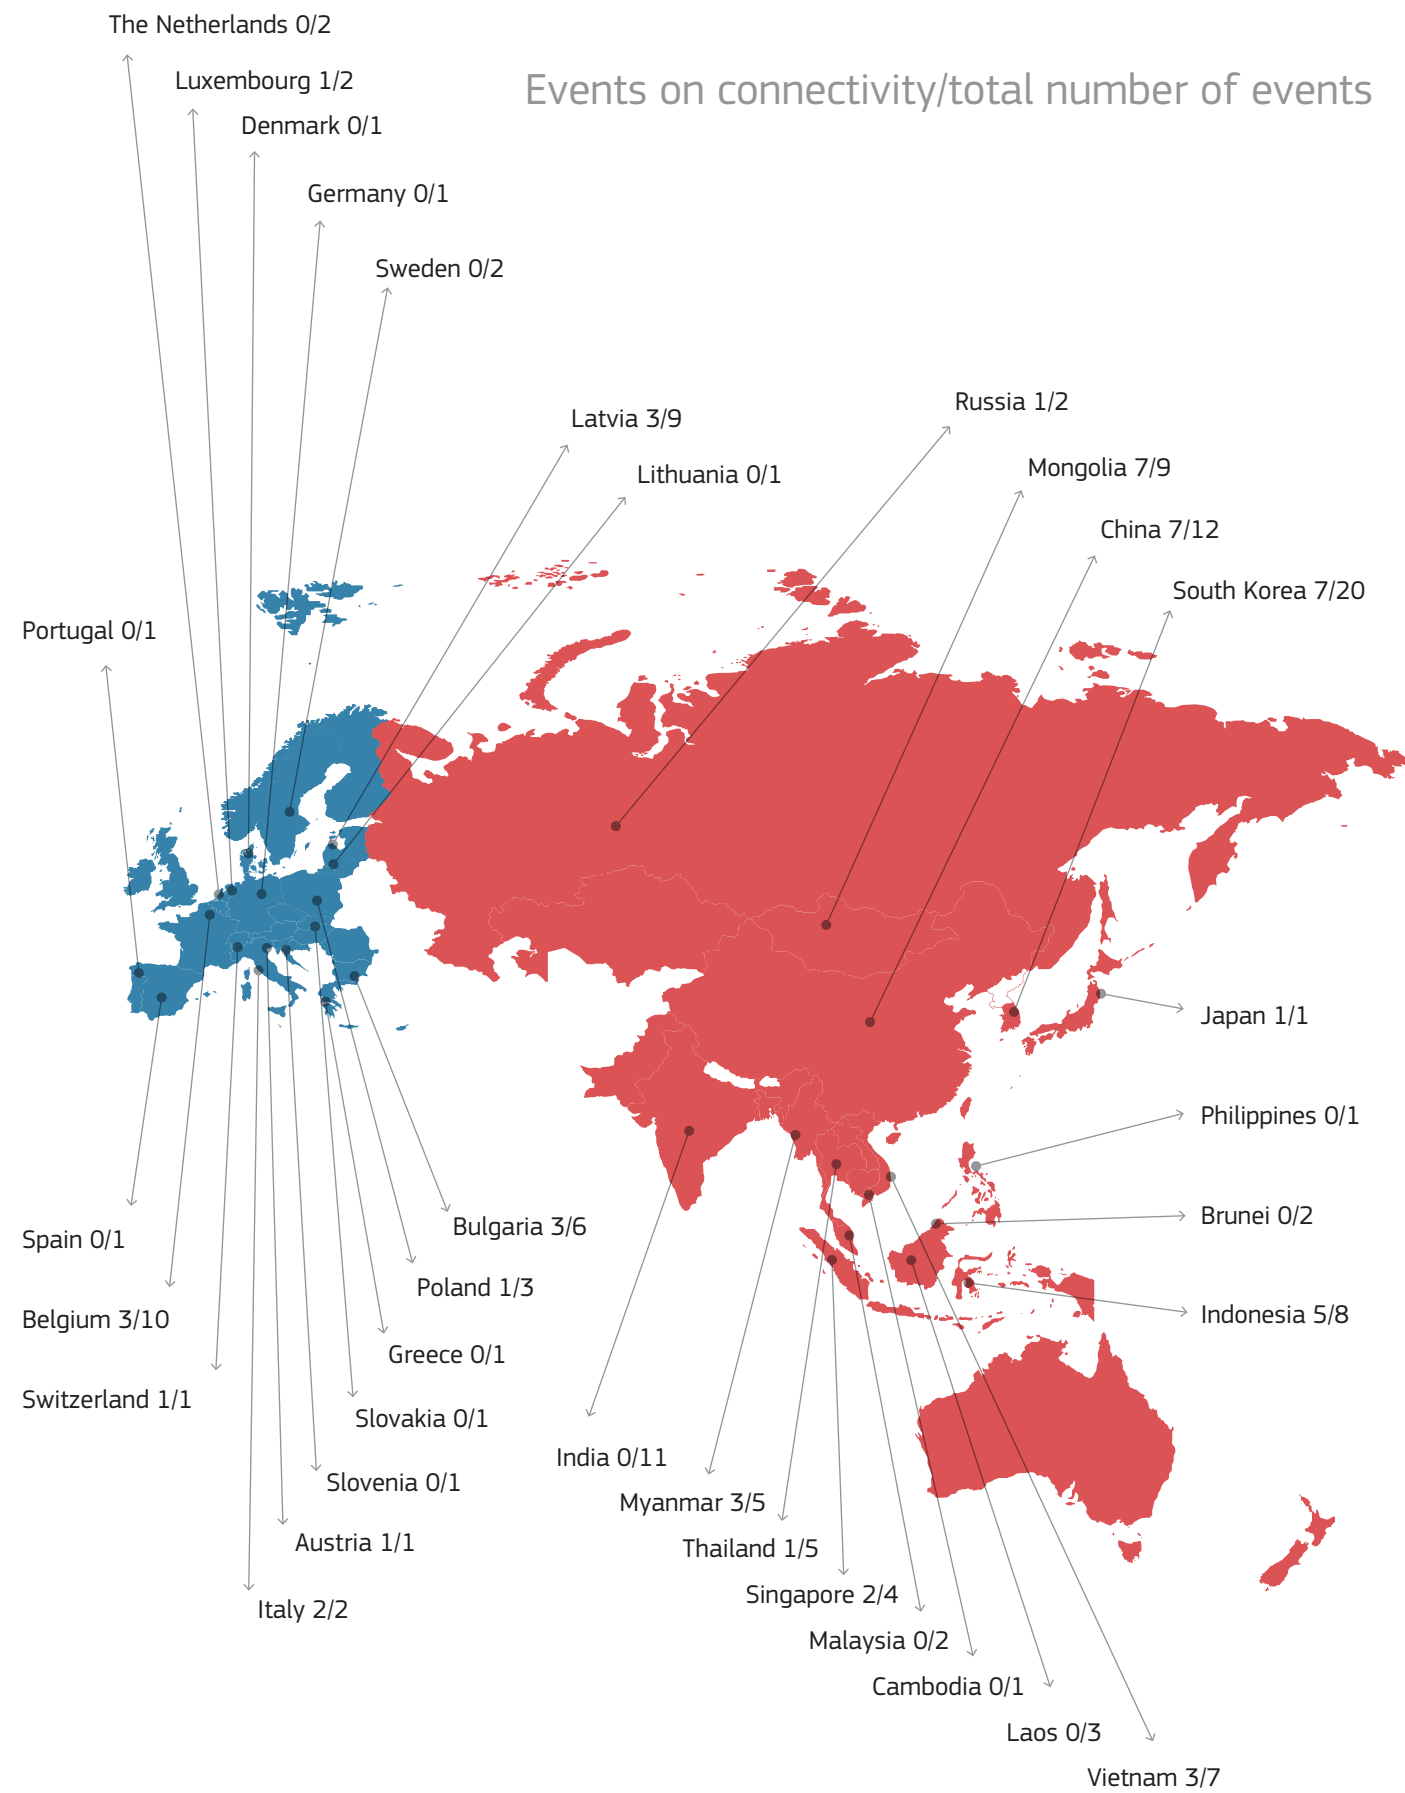 The Netherlands 0/2
Luxembourg 1/2
Events on connectivity/total number of events
Denmark 0/1
Germany 0/1
Sweden 0/2
Russia 1/2
Latvia 3/9
Mongolia 7/9
Lithuania 0/1
China 7/12
South Korea 7/20
Portugal 0/1
Japan 1/1
Philippines 0/1
Brunei 0/2
Bulgaria 3/6
Spain 0/1
Poland 1/3
Indonesia 5/8
Belgium 3/10
Greece 0/1
Switzerland 1/1
Slovakia 0/1
India 0/11
Slovenia 0/1
Myanmar 3/5
Austria 1/1
Thailand 1/5
Singapore 2/4
Italy 2/2
Malaysia 0/2
Cambodia 0/1
Laos 0/3
Vietnam 3/7